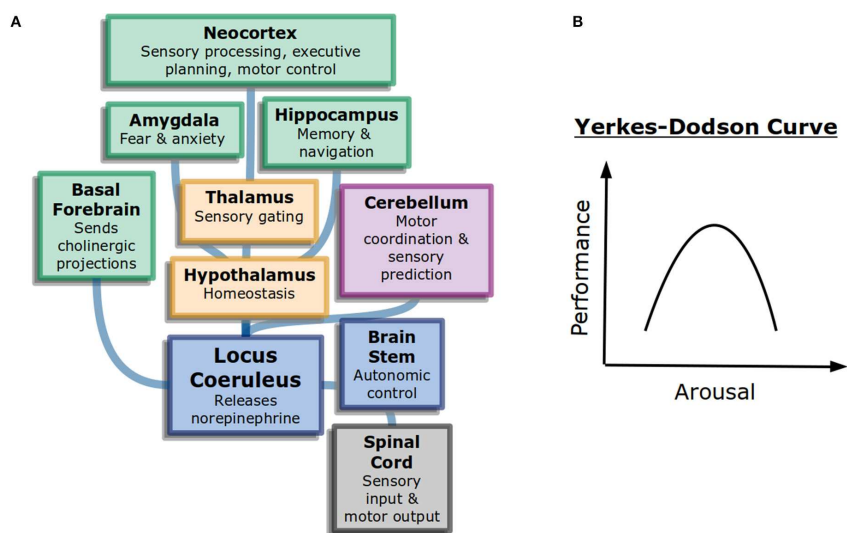 A
Neocortex
Sensory processing, executive
planning, motor control
Amygdala
Fear & anxiety
Hippocampus
Memory &
navigation
Basal
Forebrain
Sends
cholinergic
projections
Thalamus
Sensory gating
Cerebellum
Motor
coordination &
sensory
prediction
Hypothalamus
Homeostasis
Locus
Coeruleus
Releases
norepinephrine
Brain
Stem
Autonomic
control
Spinal
Cord
Sensory
input &
motor output
B
Yerkes-Dodson Curve
Performance
Arousal